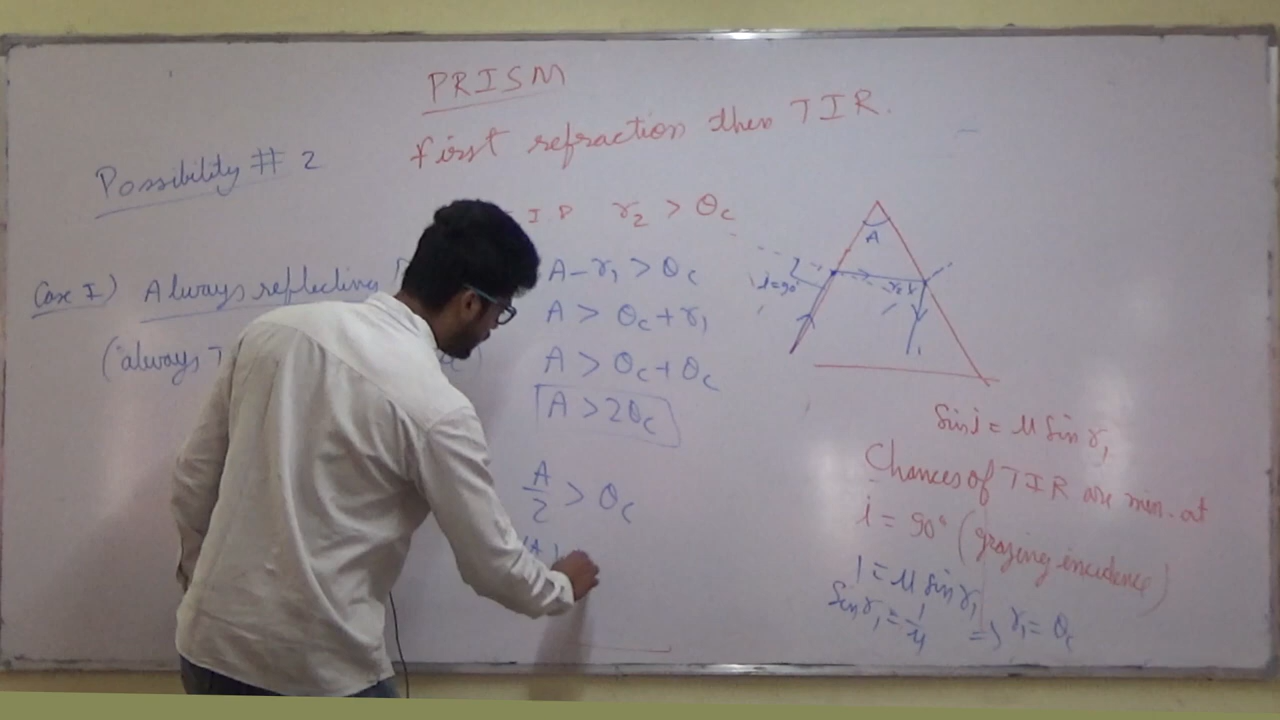 PRISM
first refraction then TIR.
Possibility # 2
r₂ > θc
Case I) Always reflecting
("always
A-r₁ > θc
A > θc+r₁
A > θc+θc
A > 2θc
A/2 > θc
A
i=90°
sin i = μ sin r₁
Chances of TIR are min. at
i = 90° (grazing incidence)
1 = μ sin r₁
sin r₁ = 1/μ => r₁ = θc